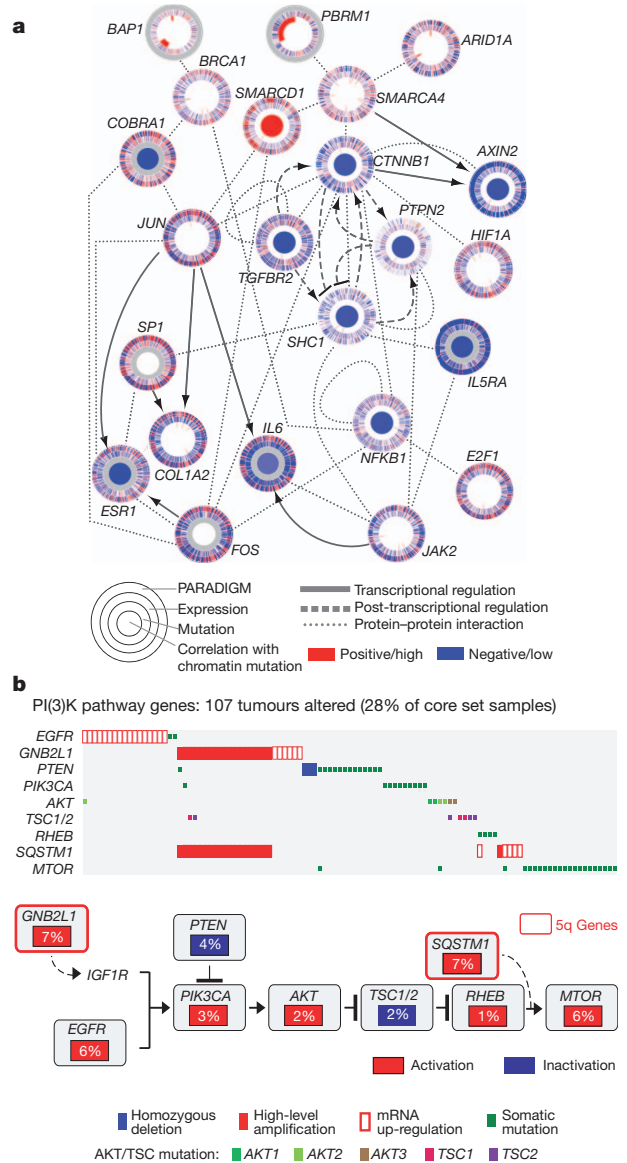 a
BAP1
PBRM1
ARID1A
BRCA1
SMARCD1
SMARCA4
COBRA1
CTNNB1
AXIN2
JUN
PTPN2
HIF1A
TGFBR2
SHC1
SP1
IL5RA
IL6
NFKB1
COL1A2
E2F1
ESR1
FOS
JAK2
PARADIGM
Expression
Mutation
Correlation with
chromatin mutation
Transcriptional regulation
Post-transcriptional regulation
Protein–protein interaction
Positive/high
Negative/low
b
PI(3)K pathway genes: 107 tumours altered (28% of core set samples)
EGFR
GNB2L1
PTEN
PIK3CA
AKT
TSC1/2
RHEB
SQSTM1
MTOR
GNB2L1
7%
PTEN
4%
SQSTM1
7%
5q Genes
IGF1R
PIK3CA
3%
AKT
2%
TSC1/2
2%
RHEB
1%
MTOR
6%
EGFR
6%
Activation
Inactivation
Homozygous
deletion
High-level
amplification
mRNA
up-regulation
Somatic
mutation
AKT/TSC mutation: AKT1 AKT2 AKT3 TSC1 TSC2